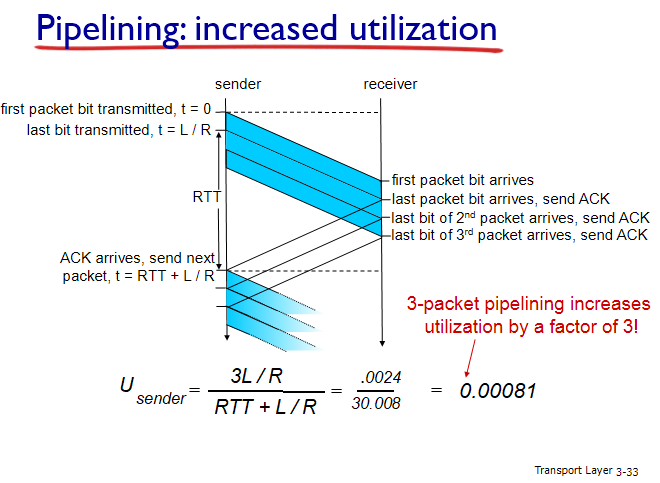 Pipelining: increased utilization
sender
receiver
first packet bit transmitted, t = 0
last bit transmitted, t = L / R
RTT
first packet bit arrives
last packet bit arrives, send ACK
last bit of 2nd packet arrives, send ACK
last bit of 3rd packet arrives, send ACK
ACK arrives, send next
packet, t = RTT + L / R
3-packet pipelining increases
utilization by a factor of 3!
U sender = 3L / R / RTT + L / R = .0024 / 30.008 = 0.00081
Transport Layer 3-33